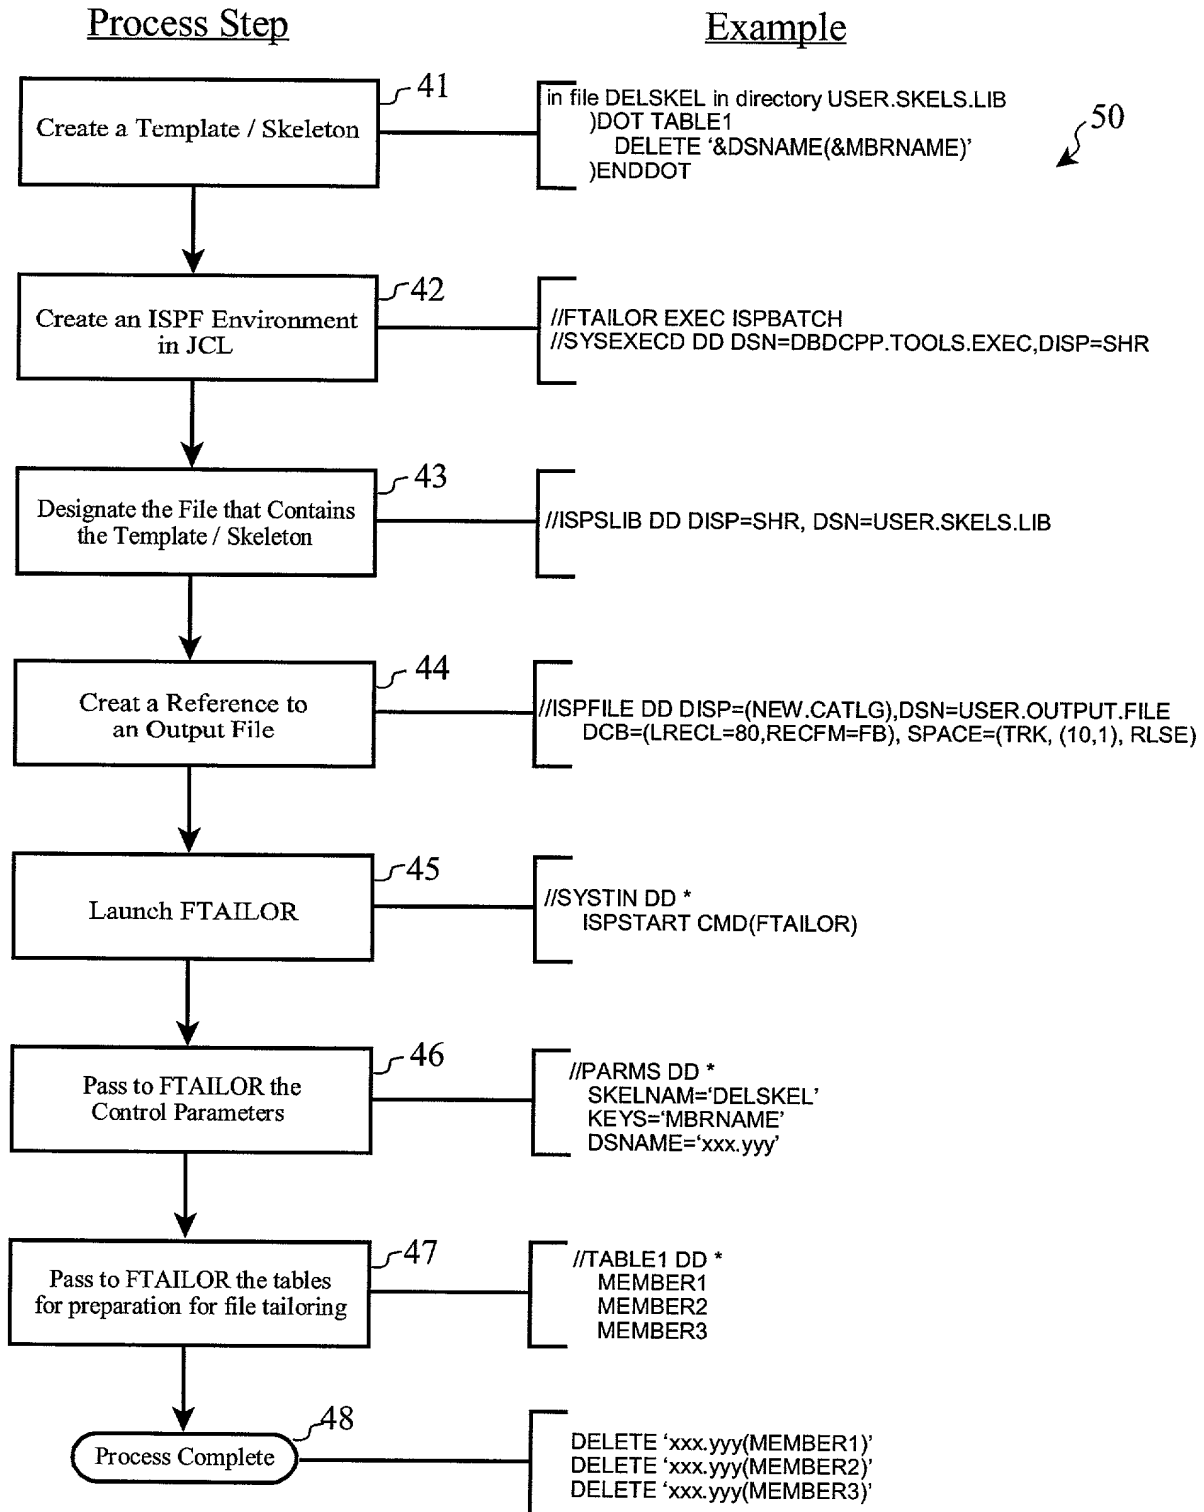 Process Step
Example
41
Create a Template / Skeleton
in file DELSKEL in directory USER.SKELS.LIB
)DOT TABLE1
DELETE ‘&DSNAME(&MBRNAME)’
)ENDDOT
50
42
Create an ISPF Environment
in JCL
//FTAILOR EXEC ISPBATCH
//SYSEXECD DD DSN=DBDCPP.TOOLS.EXEC,DISP=SHR
43
Designate the File that Contains
the Template / Skeleton
//ISPSLIB DD DISP=SHR, DSN=USER.SKELS.LIB
44
Creat a Reference to
an Output File
//ISPFILE DD DISP=(NEW.CATLG),DSN=USER.OUTPUT.FILE
DCB=(LRECL=80,RECFM=FB), SPACE=(TRK, (10,1), RLSE)
45
Launch FTAILOR
//SYSTIN DD *
ISPSTART CMD(FTAILOR)
46
Pass to FTAILOR the
Control Parameters
//PARMS DD *
SKELNAM=‘DELSKEL’
KEYS=‘MBRNAME’
DSNAME=‘xxx.yyy’
47
Pass to FTAILOR the tables
for preparation for file tailoring
//TABLE1 DD *
MEMBER1
MEMBER2
MEMBER3
48
Process Complete
DELETE ‘xxx.yyy(MEMBER1)’
DELETE ‘xxx.yyy(MEMBER2)’
DELETE ‘xxx.yyy(MEMBER3)’